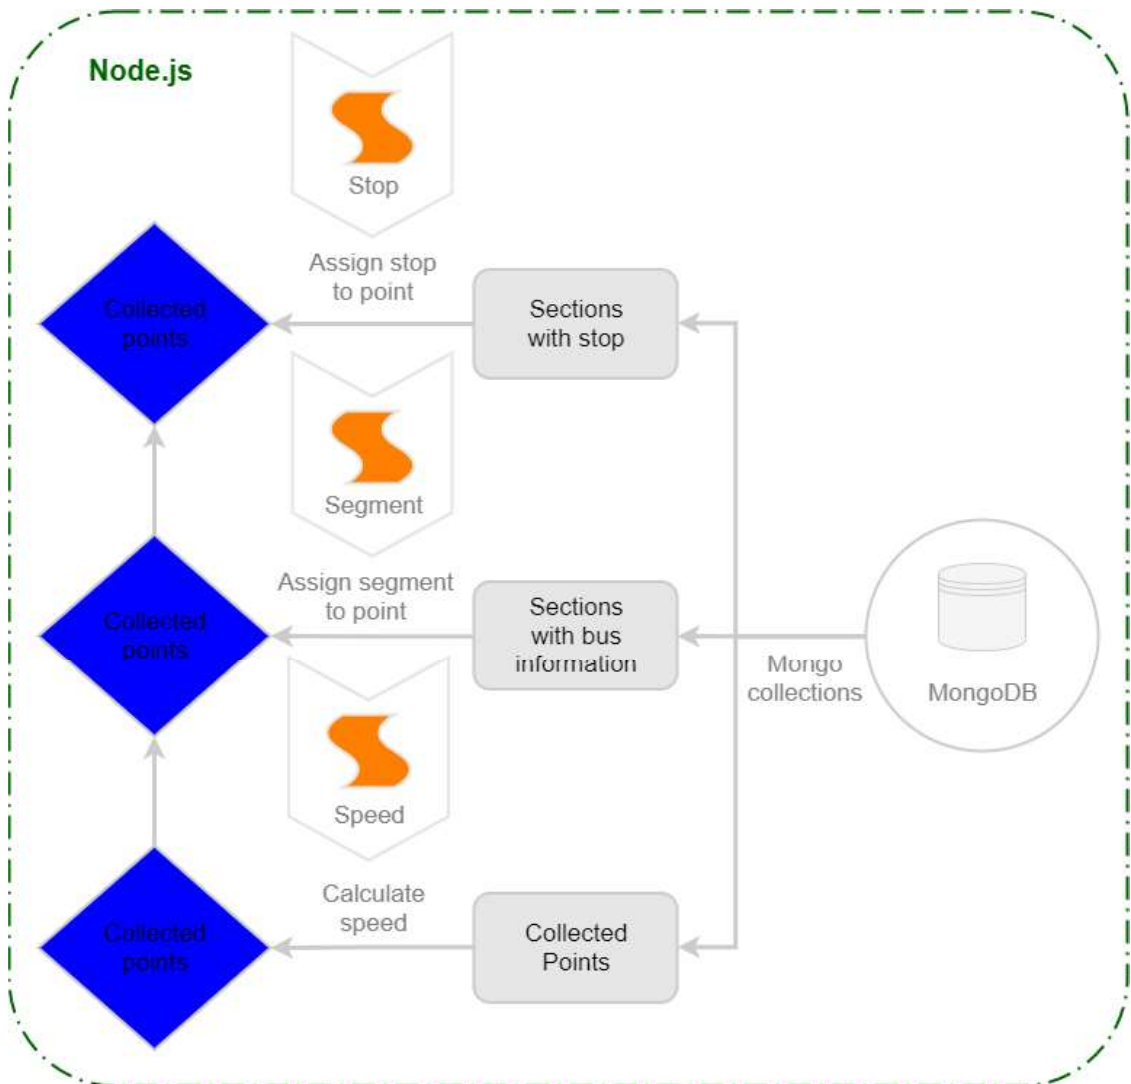 Node.js
Stop
Assign stop
to point
Collected
points
Sections
with stop
Segment
Assign segment
to point
Collected
points
Sections
with bus
information
Mongo
collections
MongoDB
Speed
Calculate
speed
Collected
points
Collected
Points